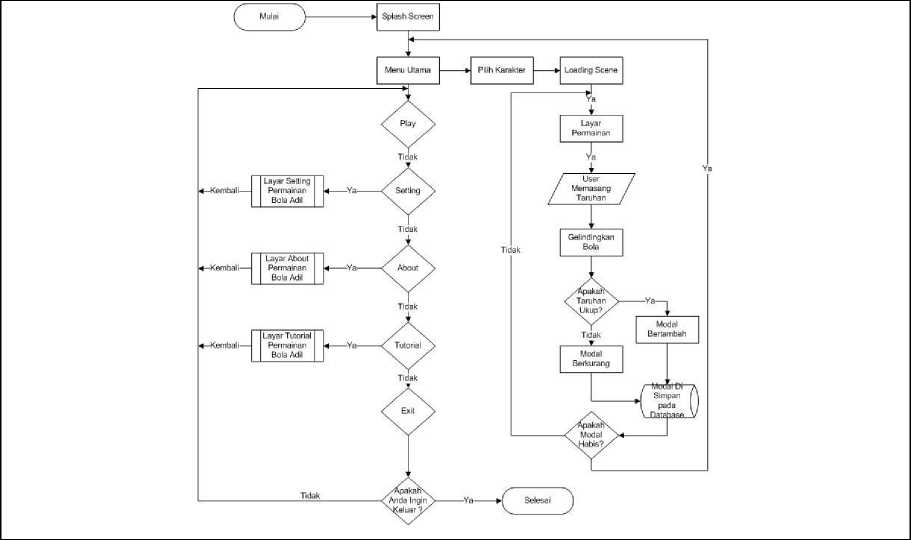 Mulai
Splash Screen
Menu Utama
Pilih Karakter
Loading Scene
Ya
Play
Layar
Permainan
Tidak
Ya
Ya
Kembali
Layar Setting
Permainan
Bola Adil
Ya
Setting
User
Memasang
Taruhan
Tidak
Gelindingkan
Bola
Tidak
Kembali
Layar About
Permainan
Bola Adil
Ya
About
Apakah
Taruhan
Ukup?
Ya
Tidak
Modal
Bertambah
Tidak
Kembali
Layar Tutorial
Permainan
Bola Adil
Ya
Tutorial
Modal
Berkurang
Tidak
Modal Di
Simpan
pada
Database
Exit
Apakah
Modal
Habis?
Tidak
Apakah
Anda Ingin
Keluar ?
Ya
Selesai